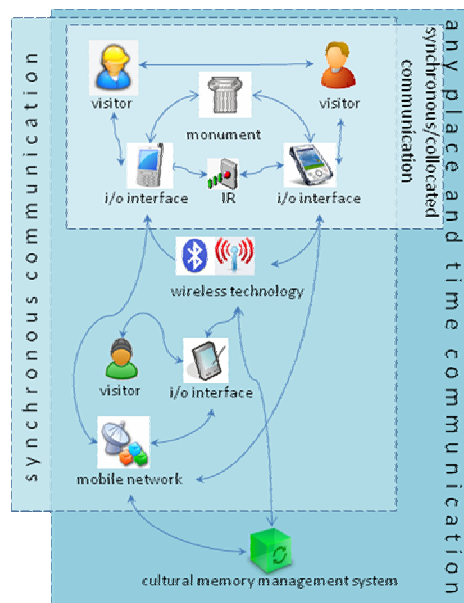 synchronous communication
any place and time communication
synchronous/collocated
communication
visitor
visitor
monument
i/o interface
IR
i/o interface
wireless technology
visitor
i/o interface
mobile network
cultural memory management system